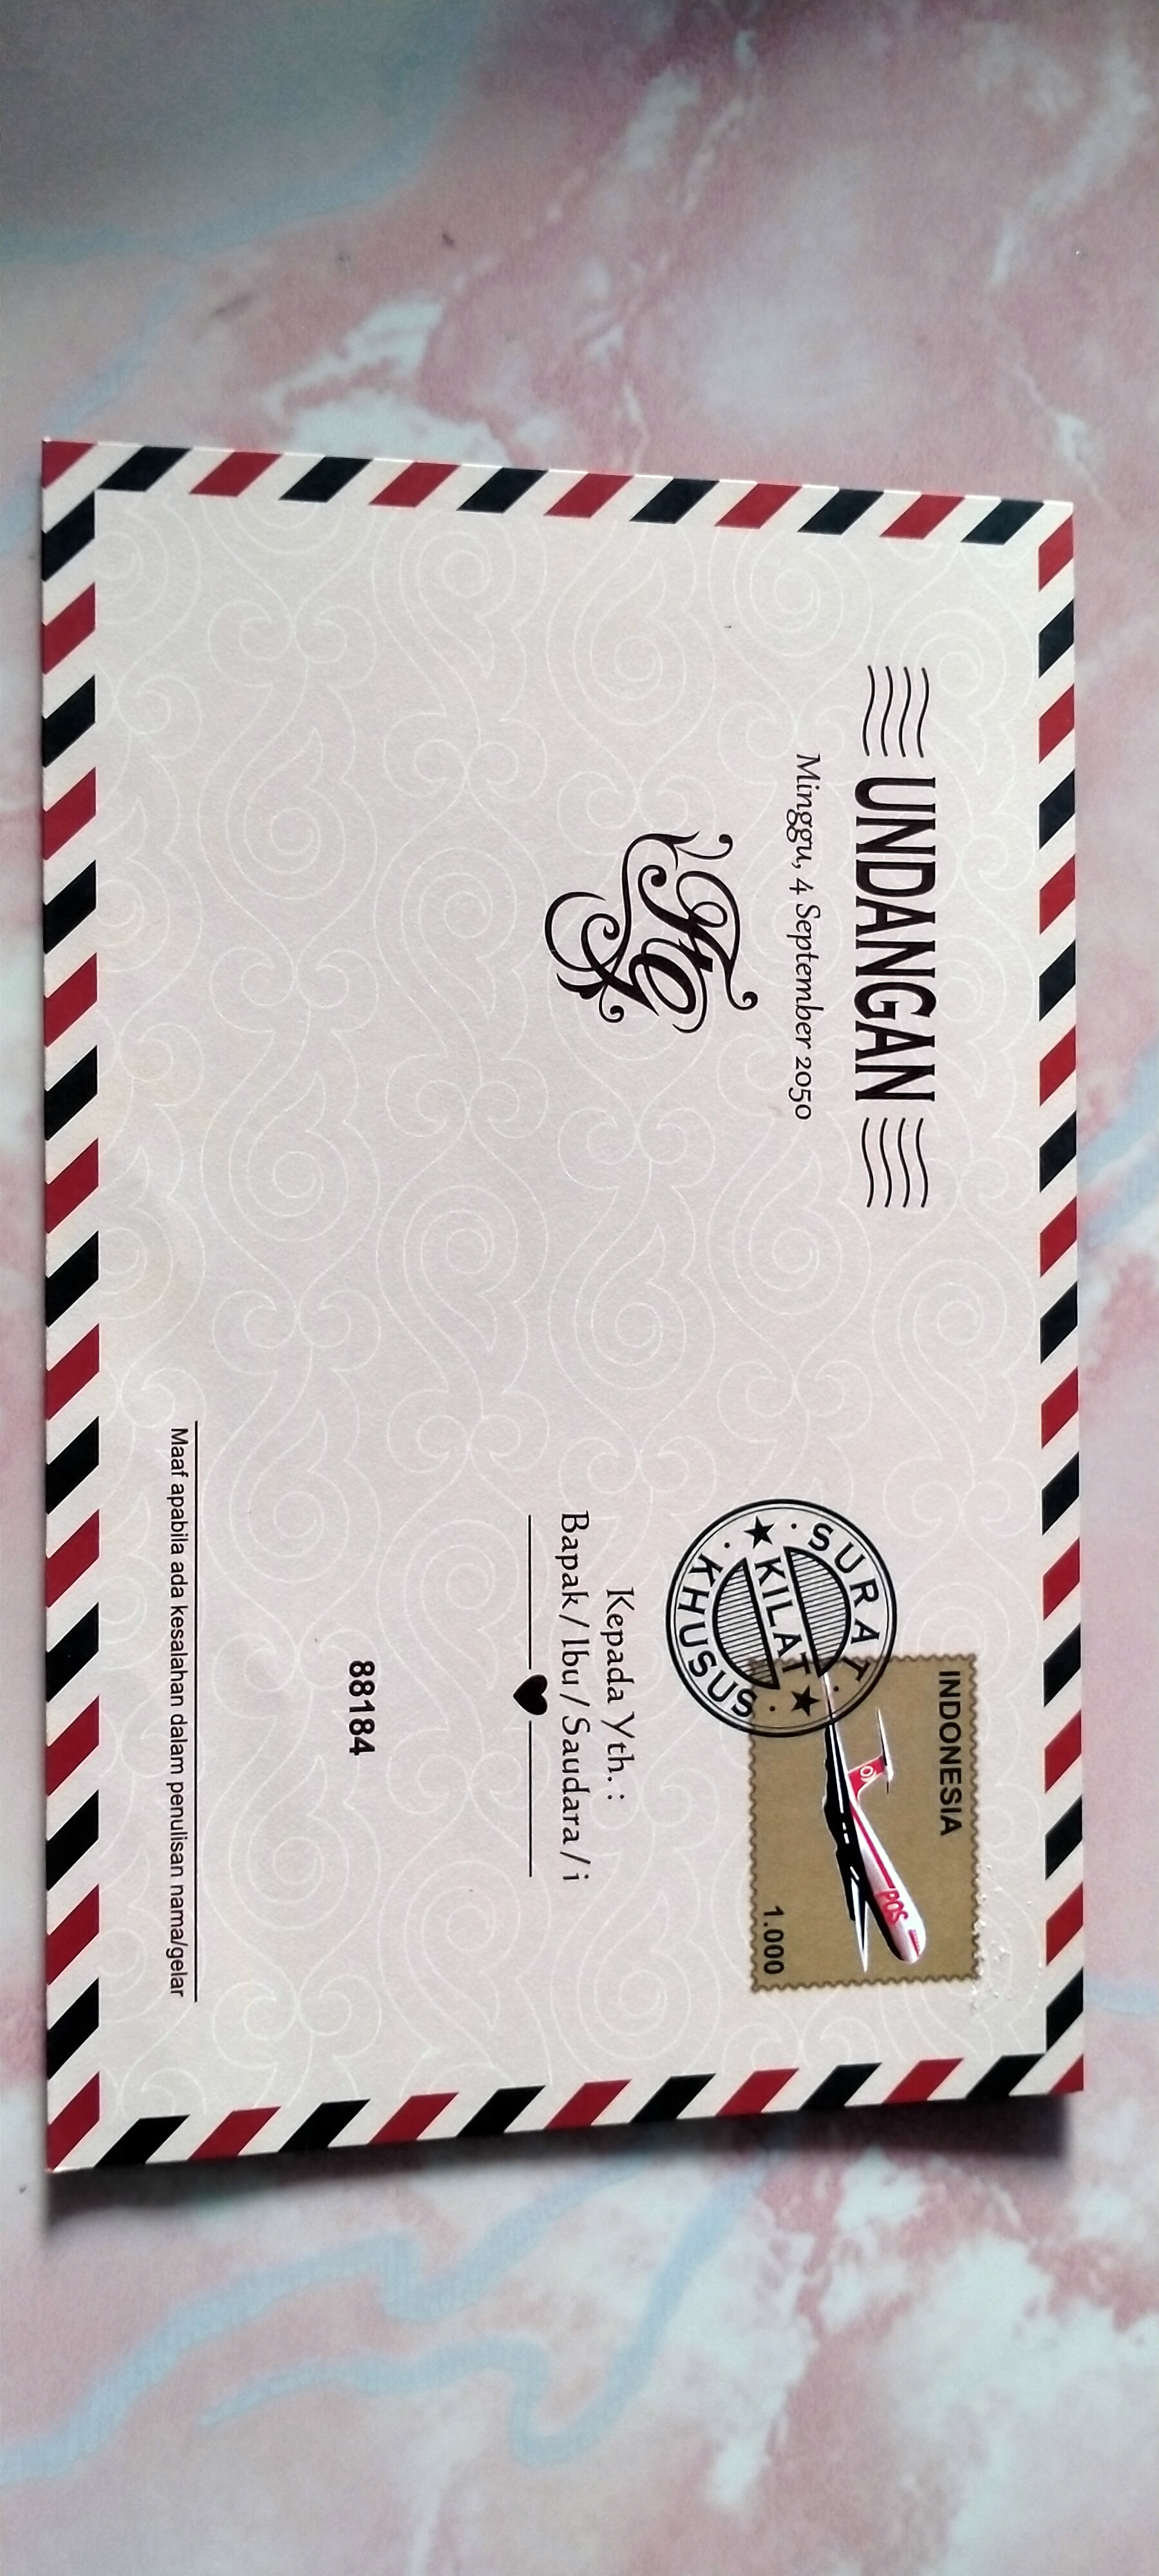 UNDANGAN
Minggu, 4 September 2050
FG
INDONESIA
POS
1.000
SURAT
KILAT
KHUSUS
Kepada Yth. :
Bapak / Ibu / Saudara / i
88184
Maaf apabila ada kesalahan dalam penulisan nama/gelar